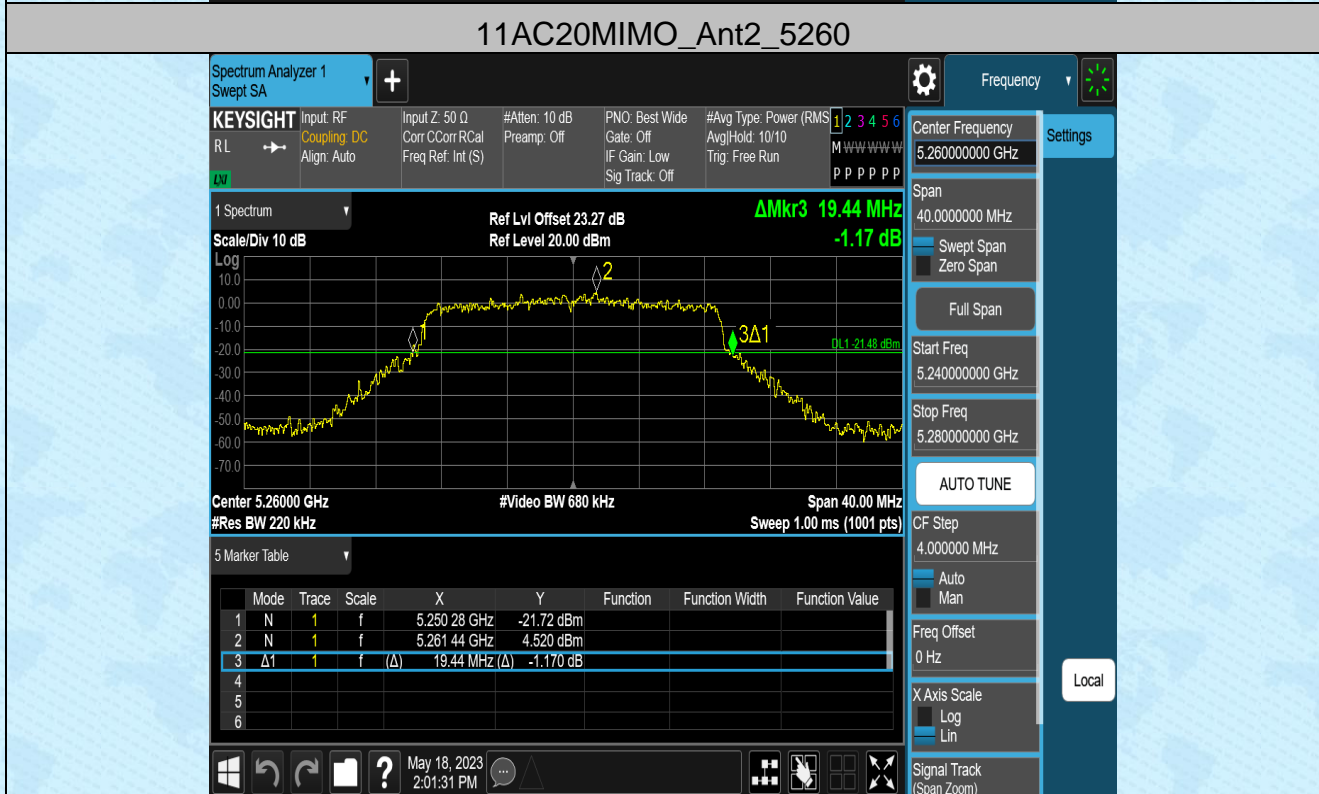 11AC20MIMO_Ant2_5260
Spectrum Analyzer 1
Swept SA
+
Frequency
KEYSIGHT
RL
LXI
Input: RF
Coupling: DC
Align: Auto
Input Z: 50 Ω
Corr CCorr RCal
Freq Ref: Int (S)
#Atten: 10 dB
Preamp: Off
PNO: Best Wide
Gate: Off
IF Gain: Low
Sig Track: Off
#Avg Type: Power (RMS
Avg|Hold: 10/10
Trig: Free Run
1 2 3 4 5 6
M W W W W W
P P P P P P
1 Spectrum
Scale/Div 10 dB
Ref Lvl Offset 23.27 dB
Ref Level 20.00 dBm
ΔMkr3 19.44 MHz
-1.17 dB
Log
10.0
0.00
-10.0
-20.0
-30.0
-40.0
-50.0
-60.0
-70.0
1
2
3Δ1
DL1 -21.48 dBm
Center 5.26000 GHz
#Video BW 680 kHz
Span 40.00 MHz
#Res BW 220 kHz
Sweep 1.00 ms (1001 pts)
5 Marker Table
Mode Trace Scale X Y Function Function Width Function Value
1 N 1 f 5.250 28 GHz -21.72 dBm
2 N 1 f 5.261 44 GHz 4.520 dBm
3 Δ1 1 f (Δ) 19.44 MHz (Δ) -1.170 dB
4
5
6
?
May 18, 2023
2:01:31 PM
Center Frequency
5.260000000 GHz
Settings
Span
40.0000000 MHz
Swept Span
Zero Span
Full Span
Start Freq
5.240000000 GHz
Stop Freq
5.280000000 GHz
AUTO TUNE
CF Step
4.000000 MHz
Auto
Man
Freq Offset
0 Hz
X Axis Scale
Log
Lin
Local
Signal Track
(Span Zoom)